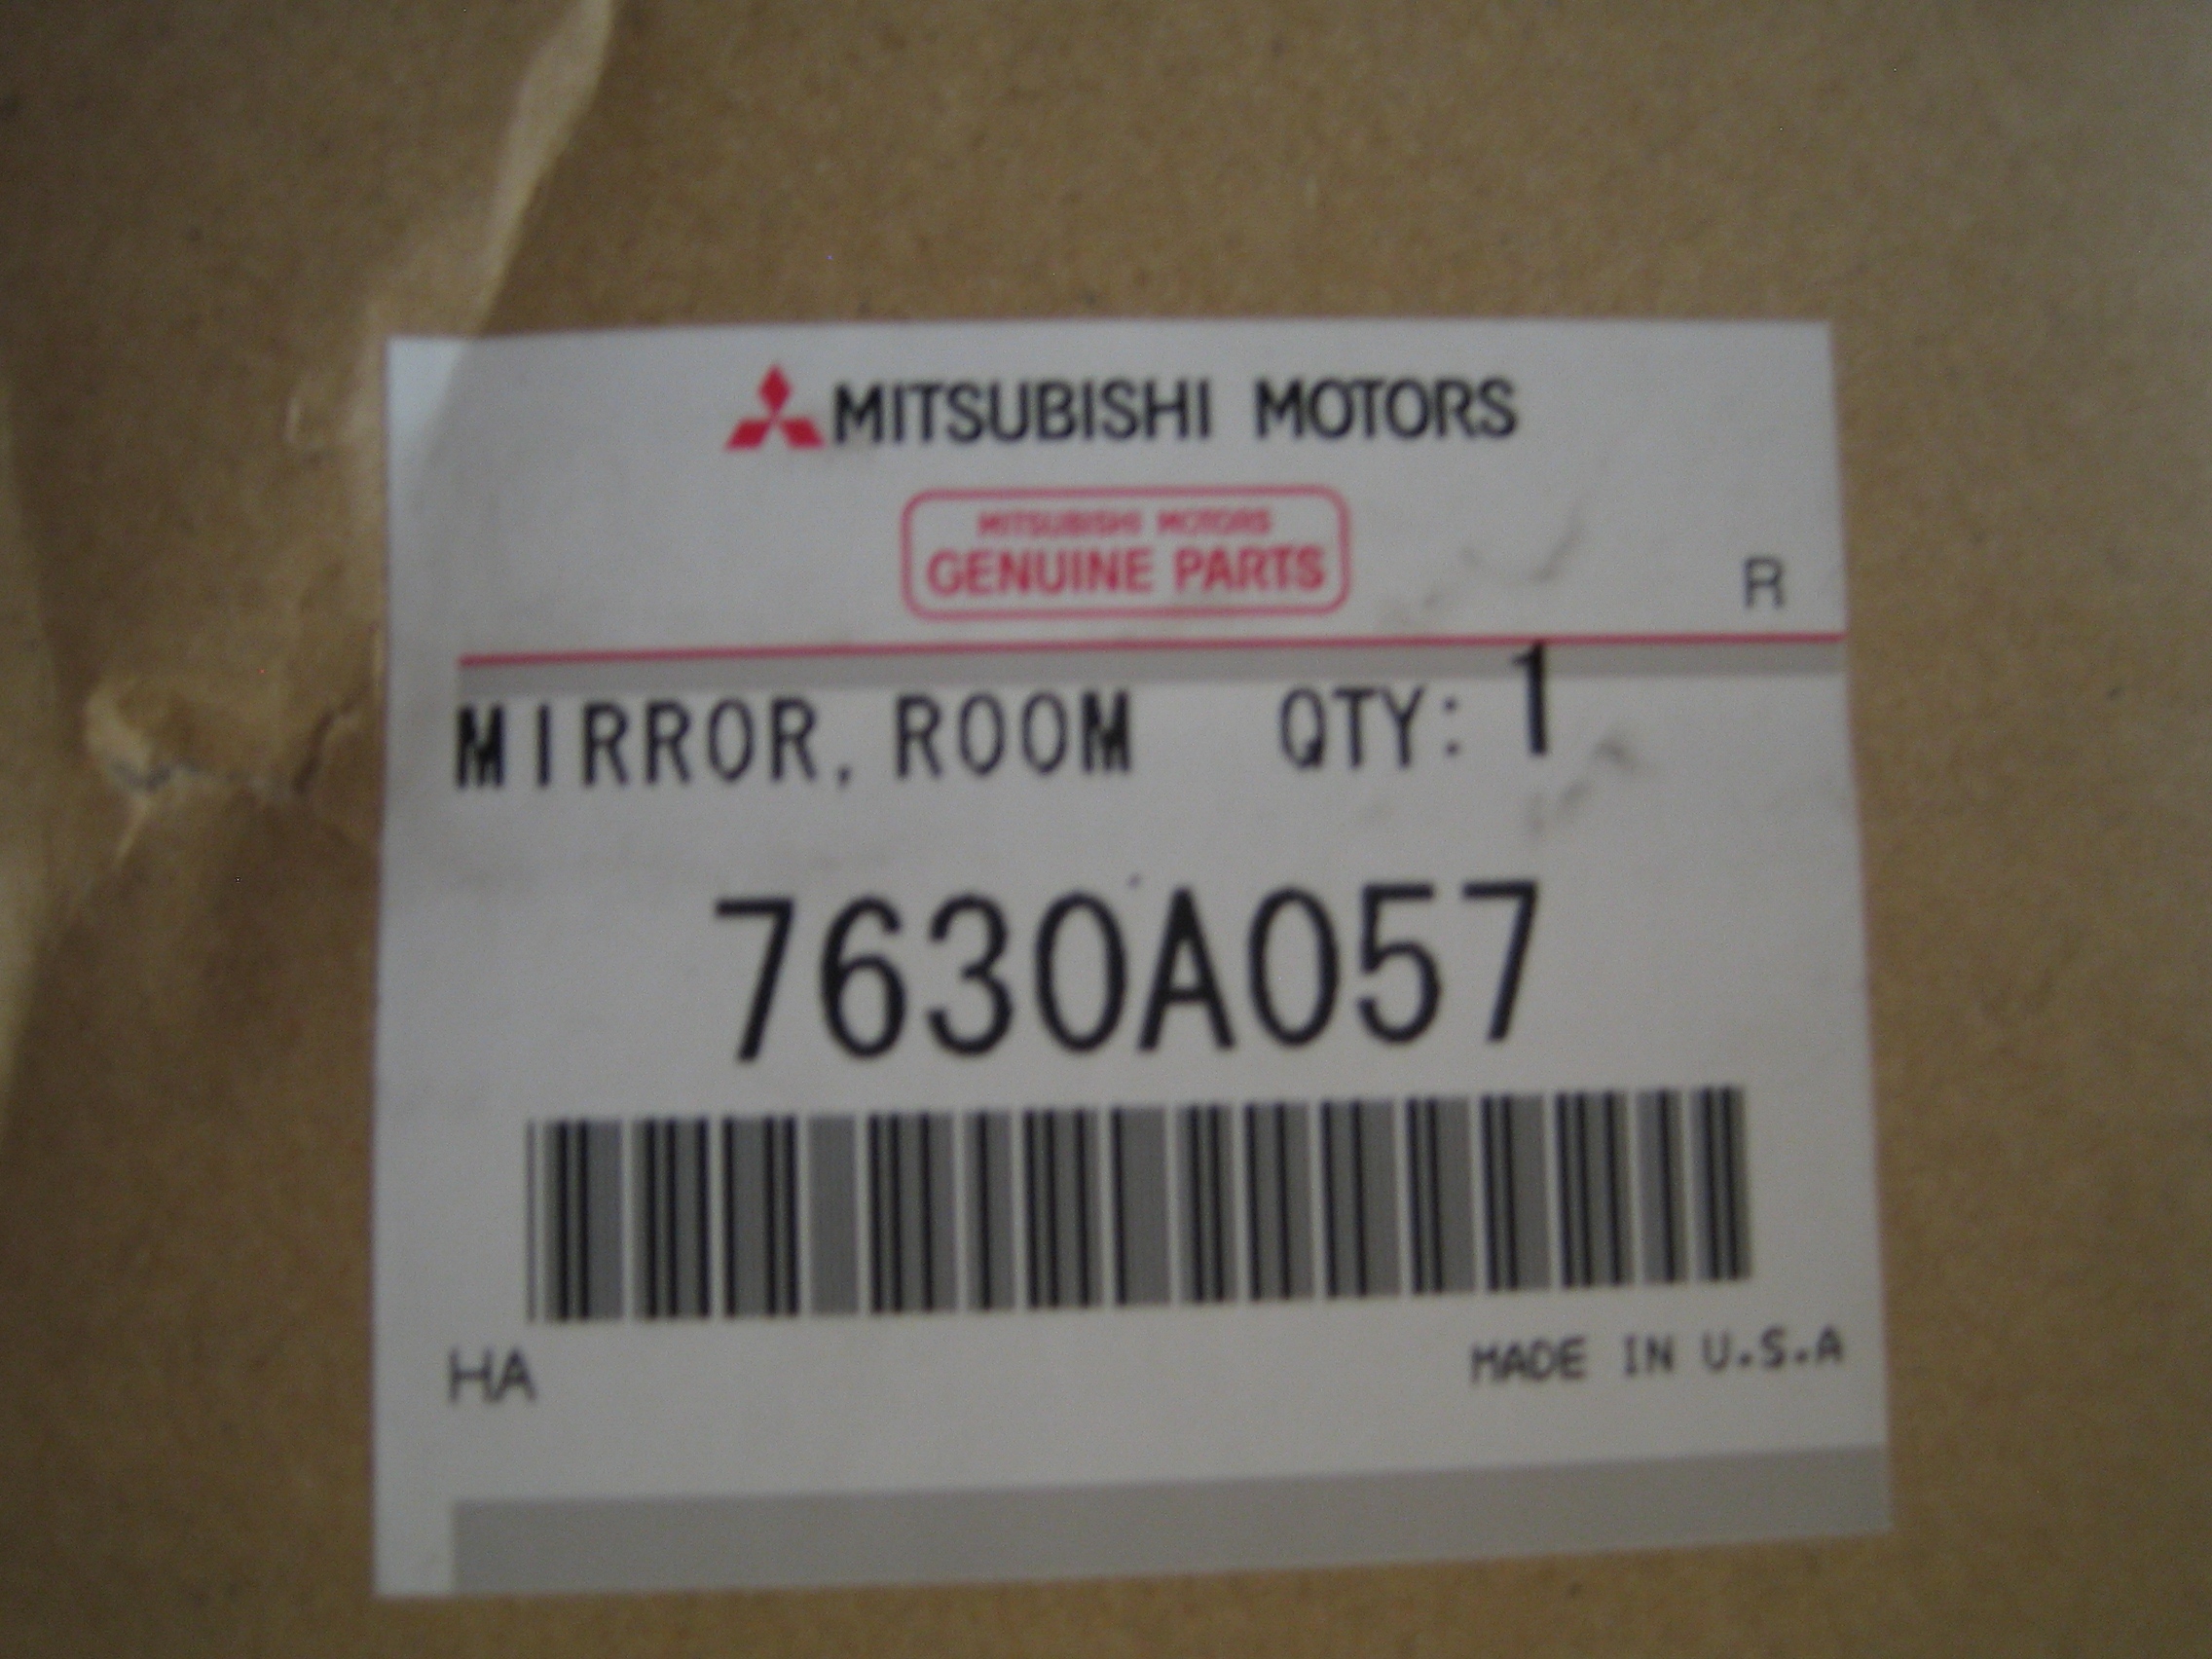 MITSUBISHI MOTORS
MITSUBISHI MOTORS
GENUINE PARTS
R
MIRROR, ROOM QTY: 1
7630A057
HA
MADE IN U.S.A